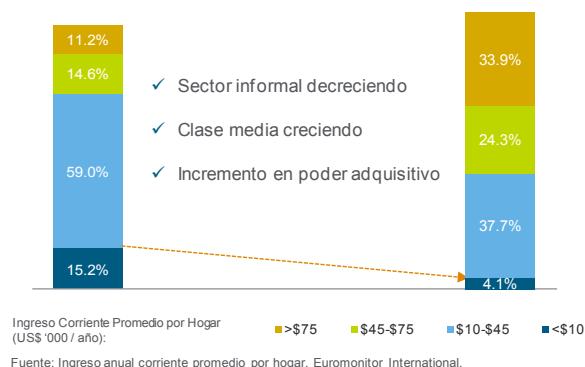 11.2%
14.6%
59.0%
15.2%
✓ Sector informal decreciendo
✓ Clase media creciendo
✓ Incremento en poder adquisitivo
33.9%
24.3%
37.7%
4.1%
Ingreso Corriente Promedio por Hogar
(US$ ‘000 / año):
>$75 $45-$75 $10-$45 <$10
Fuente: Ingreso anual corriente promedio por hogar. Euromonitor International.